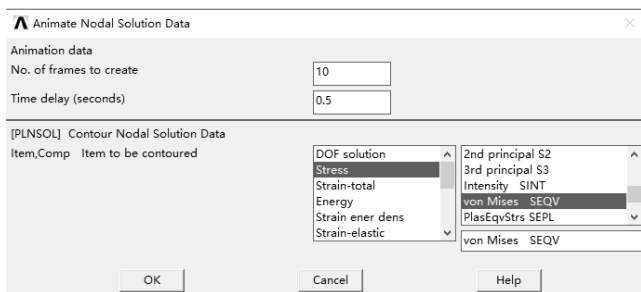 Animate Nodal Solution Data
Animation data
No. of frames to create 10
Time delay (seconds) 0.5
[PLNSOL] Contour Nodal Solution Data
Item,Comp Item to be contoured
DOF solution
Stress
Strain-total
Energy
Strain ener dens
Strain-elastic
2nd principal S2
3rd principal S3
Intensity SINT
von Mises SEQV
PlasEqvStrs SEPL
von Mises SEQV
OK Cancel Help